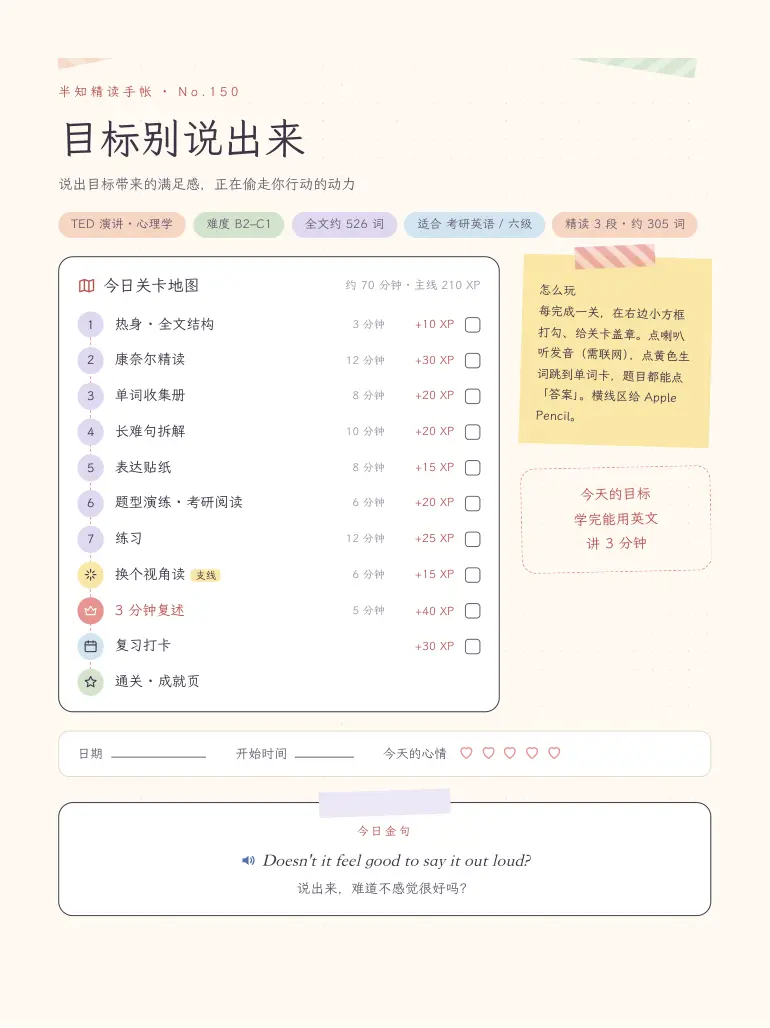 半知精读手帐 · No.150
目标别说出来
说出目标带来的满足感，正在偷走你行动的动力
TED 演讲 · 心理学
难度 B2–C1
全文约 526 词
适合 考研英语 / 六级
精读 3 段 · 约 305 词
今日关卡地图
约 70 分钟 · 主线 210 XP
1 热身 · 全文结构 3 分钟 +10 XP
2 康奈尔精读 12 分钟 +30 XP
3 单词收集册 8 分钟 +20 XP
4 长难句拆解 10 分钟 +20 XP
5 表达贴纸 8 分钟 +15 XP
6 题型演练 · 考研阅读 6 分钟 +20 XP
7 练习 12 分钟 +25 XP
换个视角读 支线 6 分钟 +15 XP
3 分钟复述 5 分钟 +40 XP
复习打卡 +30 XP
通关 · 成就页
怎么玩
每完成一关，在右边小方框
打勾、给关卡盖章。点喇叭
听发音（需联网），点黄色生
词跳到单词卡，题目都能点
「答案」。横线区给 Apple
Pencil。
今天的目标
学完能用英文
讲 3 分钟
日期 开始时间 今天的心情
今日金句
Doesn't it feel good to say it out loud?
说出来，难道不感觉很好吗？